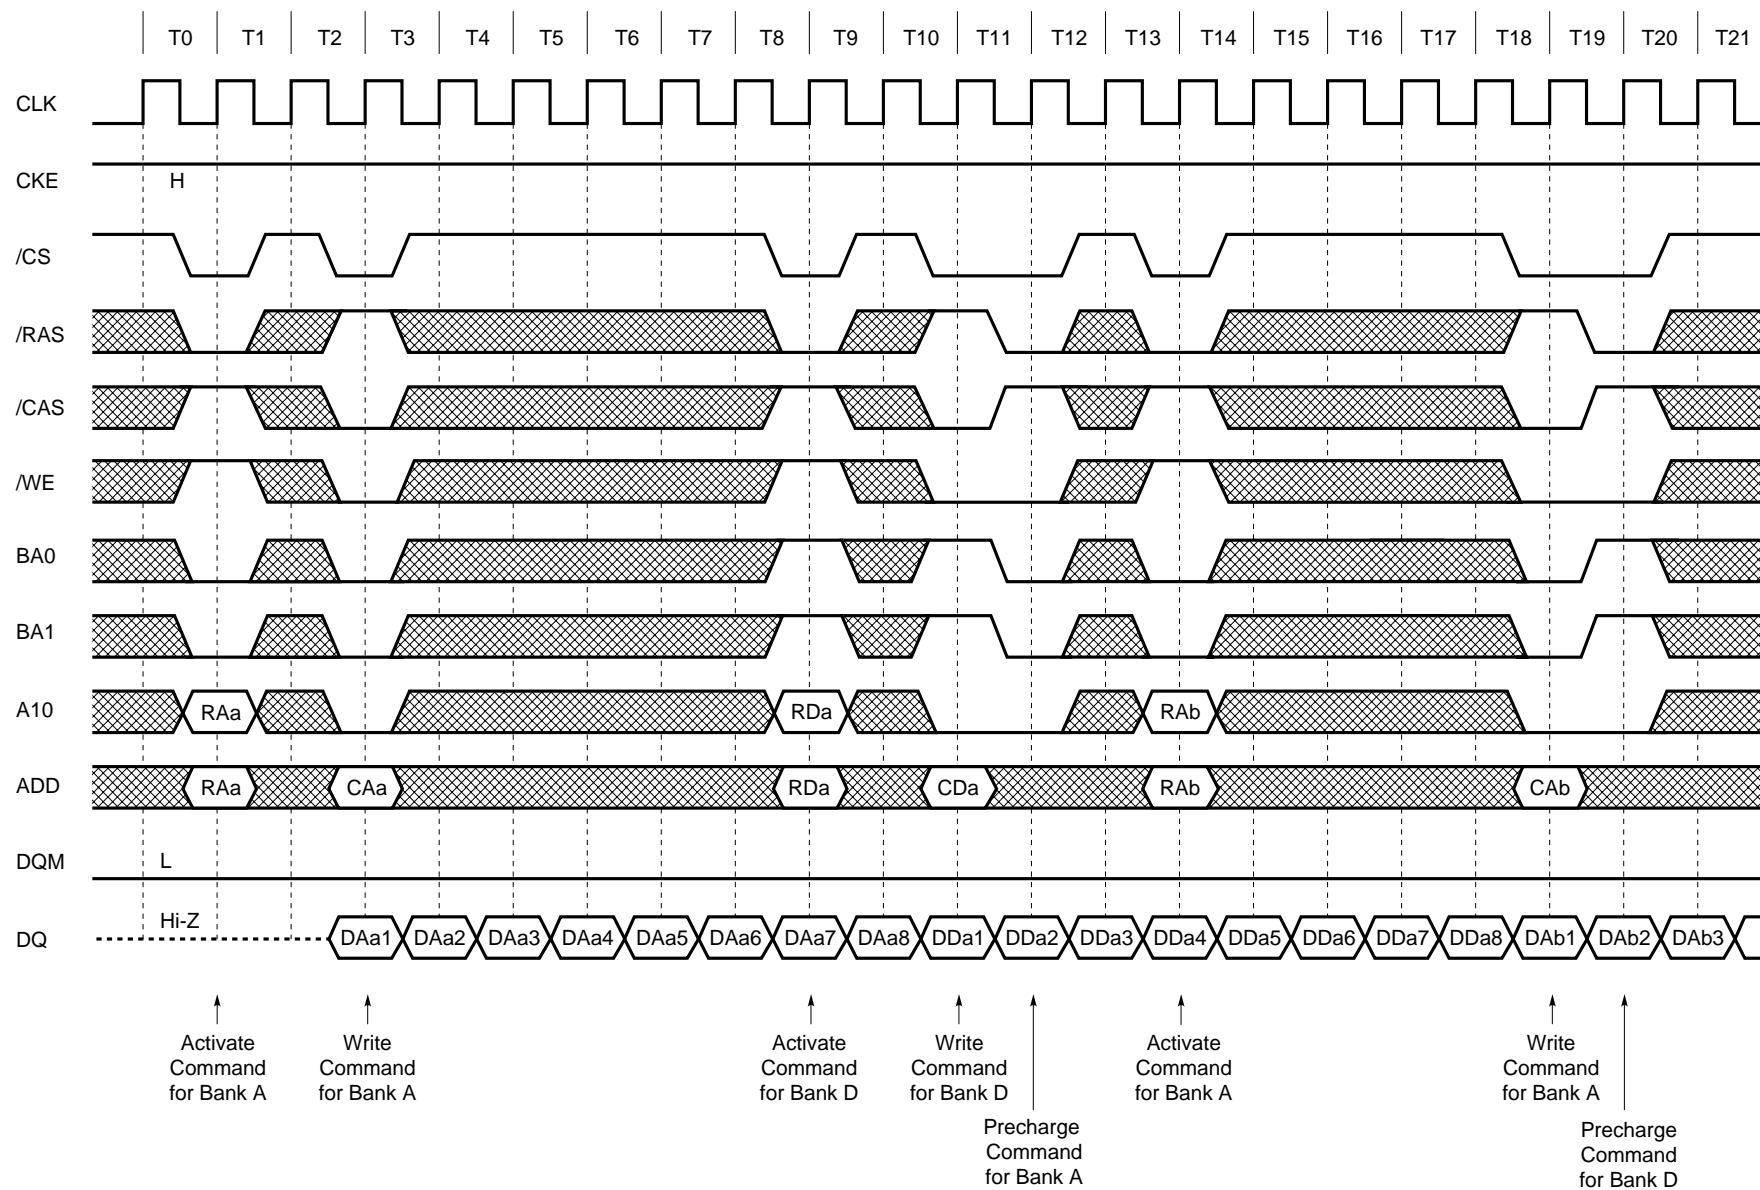 T0 T1 T2 T3 T4 T5 T6 T7 T8 T9 T10 T11 T12 T13 T14 T15 T16 T17 T18 T19 T20 T21
CLK
CKE H
/CS
/RAS
/CAS
/WE
BA0
BA1
A10 RAa RDa RAb
ADD RAa CAa RDa CDa RAb CAb
DQM L
Hi-Z
DQ DAa1 DAa2 DAa3 DAa4 DAa5 DAa6 DAa7 DAa8 DDa1 DDa2 DDa3 DDa4 DDa5 DDa6 DDa7 DDa8 DAb1 DAb2 DAb3
Activate
Command
for Bank A
Write
Command
for Bank A
Activate
Command
for Bank D
Write
Command
for Bank D
Precharge
Command
for Bank A
Activate
Command
for Bank A
Write
Command
for Bank A
Precharge
Command
for Bank D